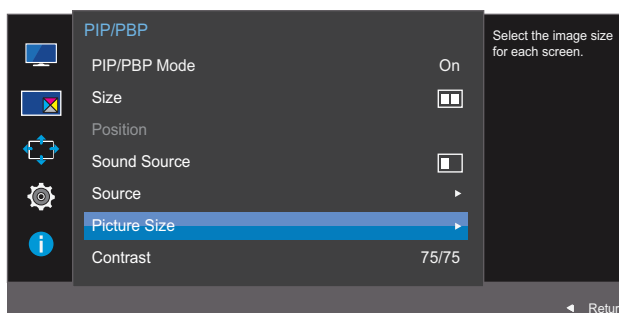 PIP/PBP
PIP/PBP Mode On
Size
Position
Sound Source
Source
Picture Size
Contrast 75/75
Select the image size
for each screen.
Retur